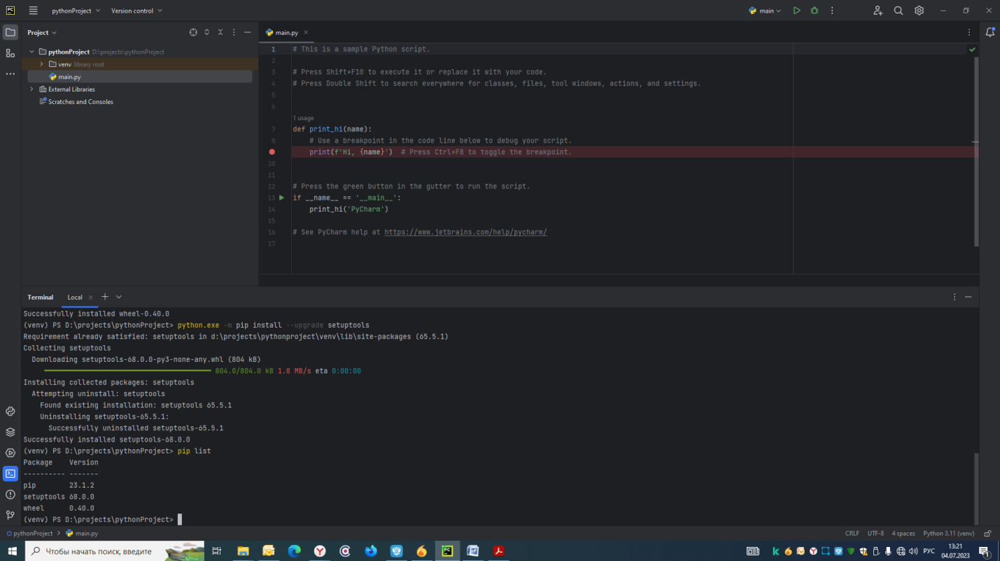 PC pythonProject Version control main
Project
pythonProject D:\projects\pythonProject
venv library root
main.py
External Libraries
Scratches and Consoles
main.py
1 # This is a sample Python script.
2
3 # Press Shift+F10 to execute it or replace it with your code.
4 # Press Double Shift to search everywhere for classes, files, tool windows, actions, and settings.
5
6
1 usage
7 def print_hi(name):
8 # Use a breakpoint in the code line below to debug your script.
print(f'Hi, {name}') # Press Ctrl+F8 to toggle the breakpoint.
10
11
12 # Press the green button in the gutter to run the script.
13 if __name__ == '__main__':
14 print_hi('PyCharm')
15
16 # See PyCharm help at https://www.jetbrains.com/help/pycharm/
17
Terminal Local
Successfully installed wheel-0.40.0
(venv) PS D:\projects\pythonProject> python.exe -m pip install --upgrade setuptools
Requirement already satisfied: setuptools in d:\projects\pythonproject\venv\lib\site-packages (65.5.1)
Collecting setuptools
Downloading setuptools-68.0.0-py3-none-any.whl (804 kB)
804.0/804.0 kB 1.8 MB/s eta 0:00:00
Installing collected packages: setuptools
Attempting uninstall: setuptools
Found existing installation: setuptools 65.5.1
Uninstalling setuptools-65.5.1:
Successfully uninstalled setuptools-65.5.1
Successfully installed setuptools-68.0.0
(venv) PS D:\projects\pythonProject> pip list
Package Version
---------- -------
pip 23.1.2
setuptools 68.0.0
wheel 0.40.0
(venv) PS D:\projects\pythonProject>
pythonProject main.py CRLF UTF-8 4 spaces Python 3.11 (venv)
Чтобы начать поиск, введите РУС 13:21
04.07.2023 1